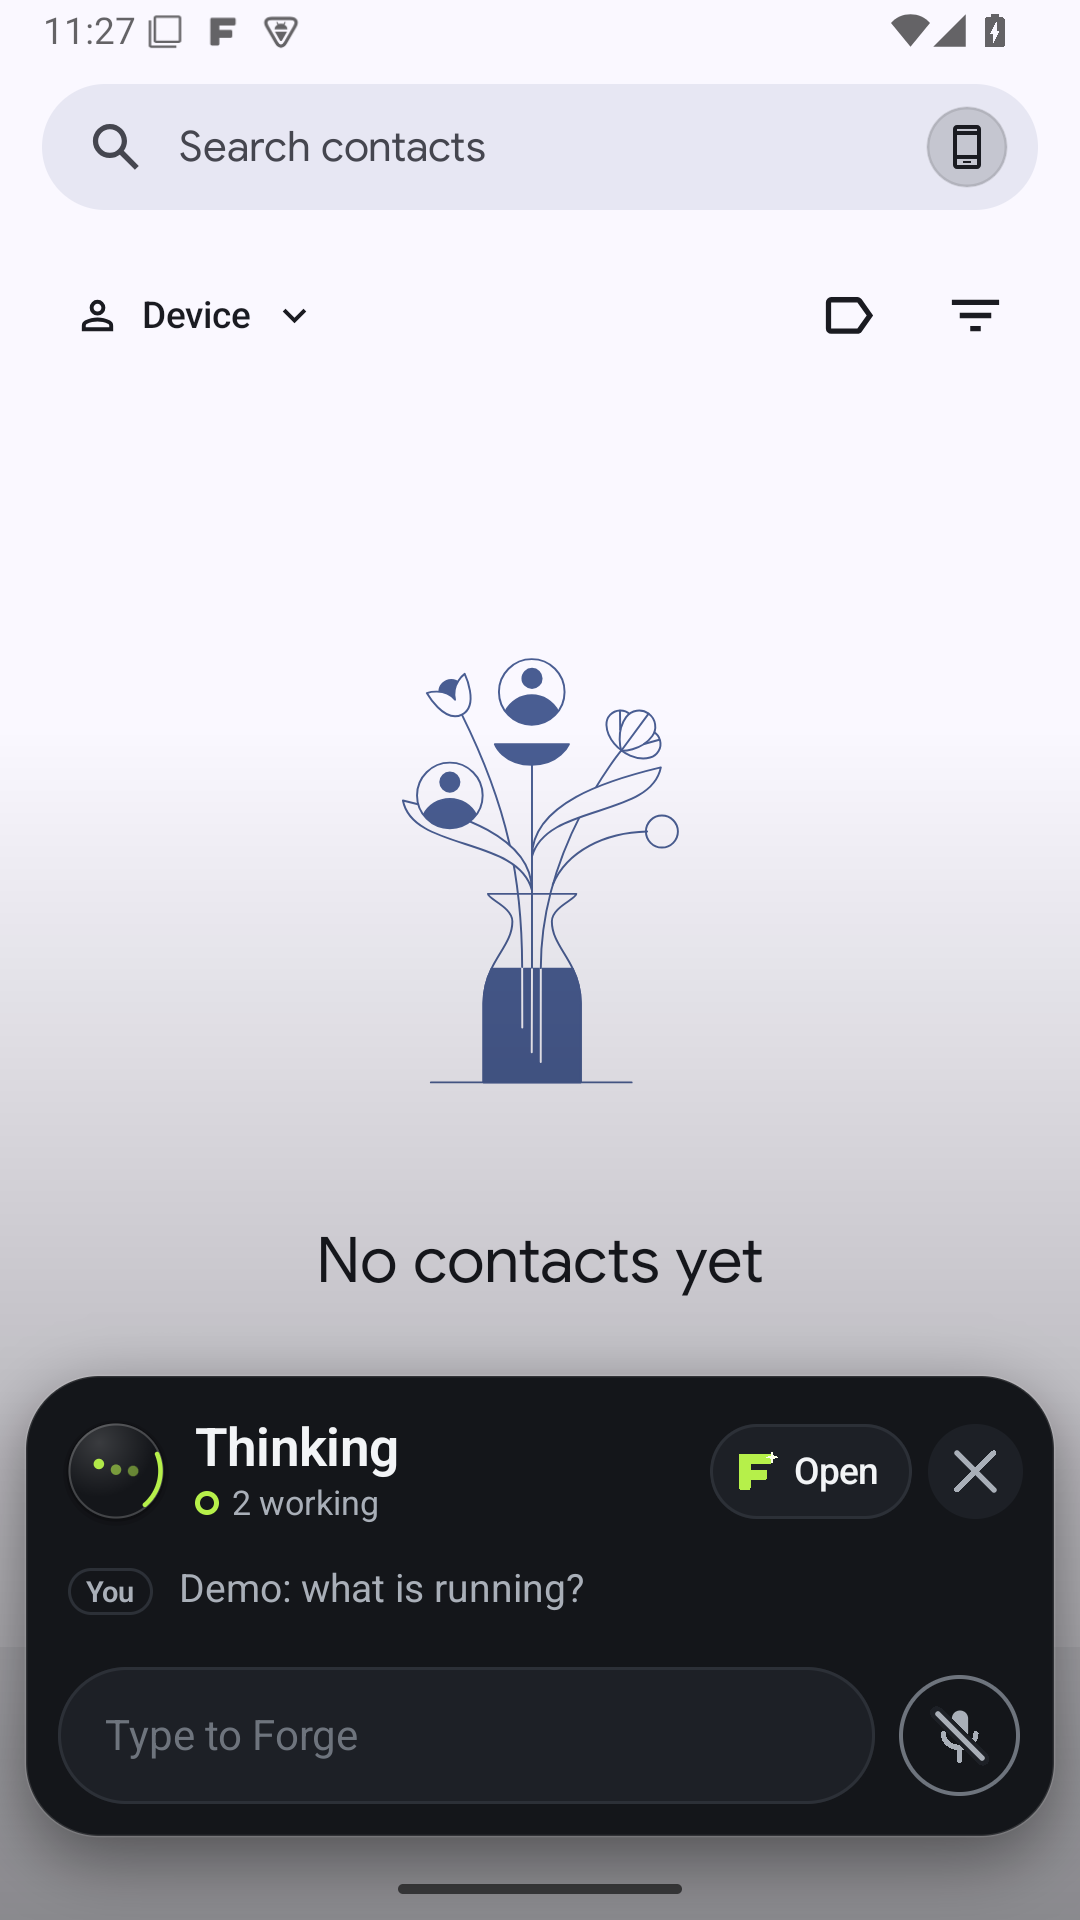 11:27
Search contacts
Device
No contacts yet
Thinking
Open
2 working
You
Demo: what is running?
Type to Forge